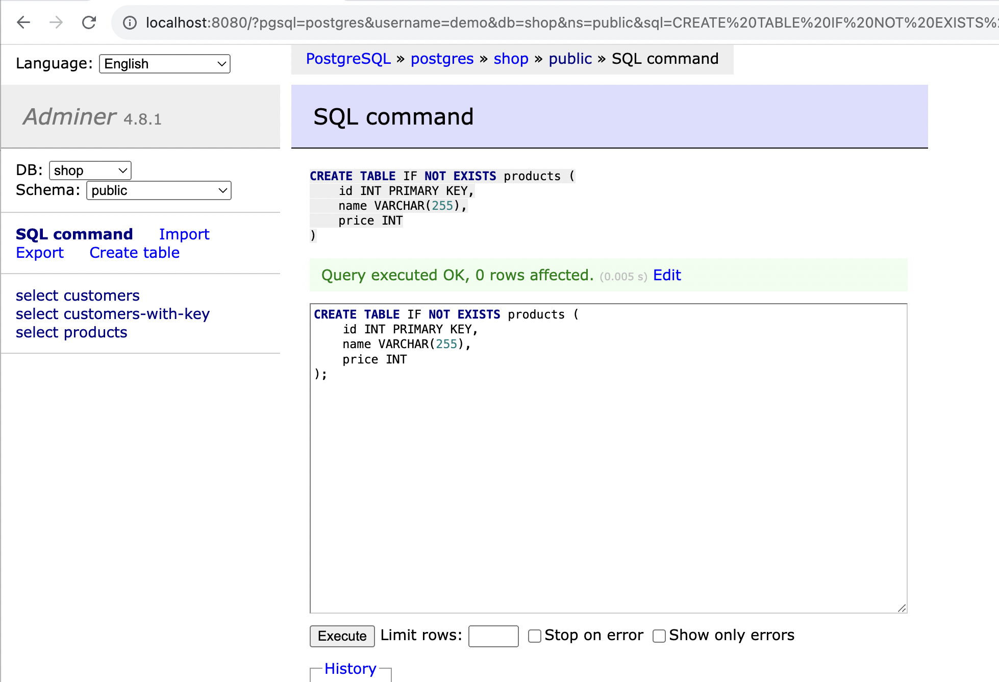 localhost:8080/?pgsql=postgres&username=demo&db=shop&ns=public&sql=CREATE%20TABLE%20IF%20NOT%20EXISTS%
Language: English
PostgreSQL » postgres » shop » public » SQL command
Adminer 4.8.1
SQL command
DB: shop
Schema: public
SQL command Import
Export Create table
select customers
select customers-with-key
select products
CREATE TABLE IF NOT EXISTS products (
    id INT PRIMARY KEY,
    name VARCHAR(255),
    price INT
)
Query executed OK, 0 rows affected. (0.005 s) Edit
CREATE TABLE IF NOT EXISTS products (
    id INT PRIMARY KEY,
    name VARCHAR(255),
    price INT
);
Execute Limit rows: Stop on error Show only errors
History